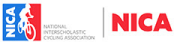 NICA
NATIONAL
INTERSCHOLASTIC
CYCLING ASSOCIATION
NICA